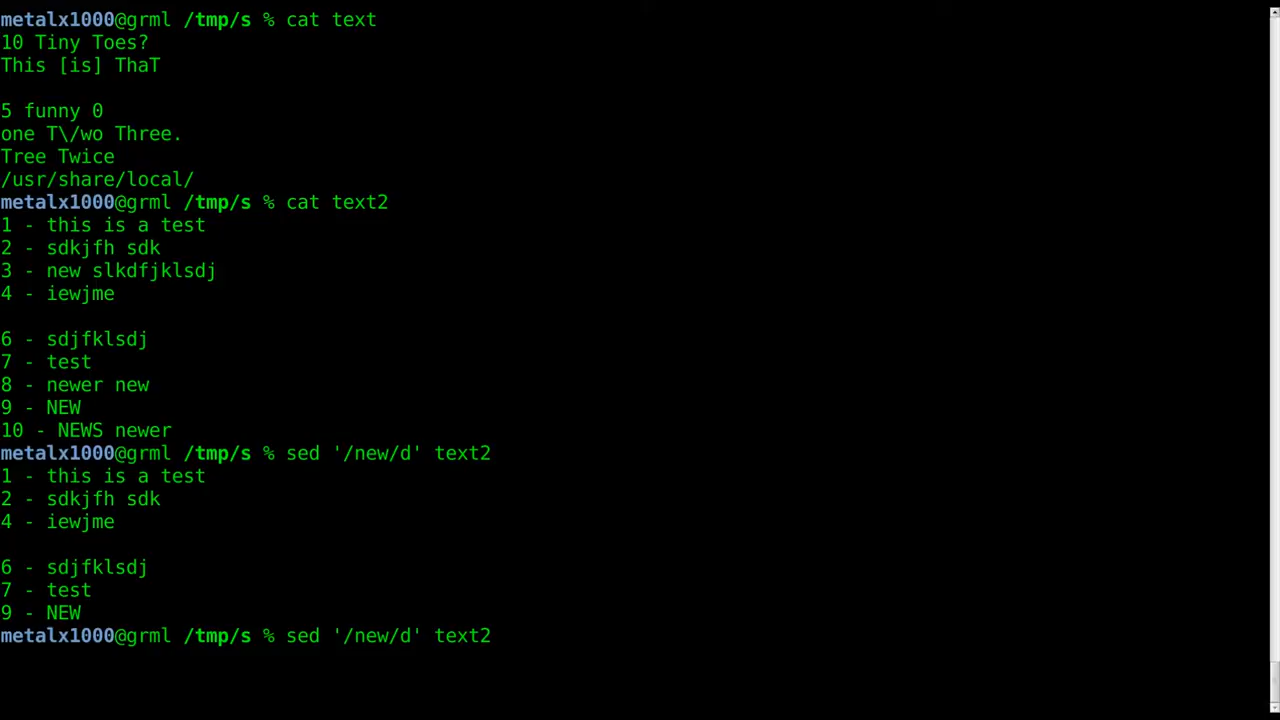 metalx1000@grml /tmp/s % cat text
10 Tiny Toes?
This [is] ThaT

5 funny 0
one T\/wo Three.
Tree Twice
/usr/share/local/
metalx1000@grml /tmp/s % cat text2
1 - this is a test
2 - sdkjfh sdk
3 - new slkdfjklsdj
4 - iewjme

6 - sdjfklsdj
7 - test
8 - newer new
9 - NEW
10 - NEWS newer
metalx1000@grml /tmp/s % sed '/new/d' text2
1 - this is a test
2 - sdkjfh sdk
4 - iewjme

6 - sdjfklsdj
7 - test
9 - NEW
metalx1000@grml /tmp/s % sed '/new/d' text2